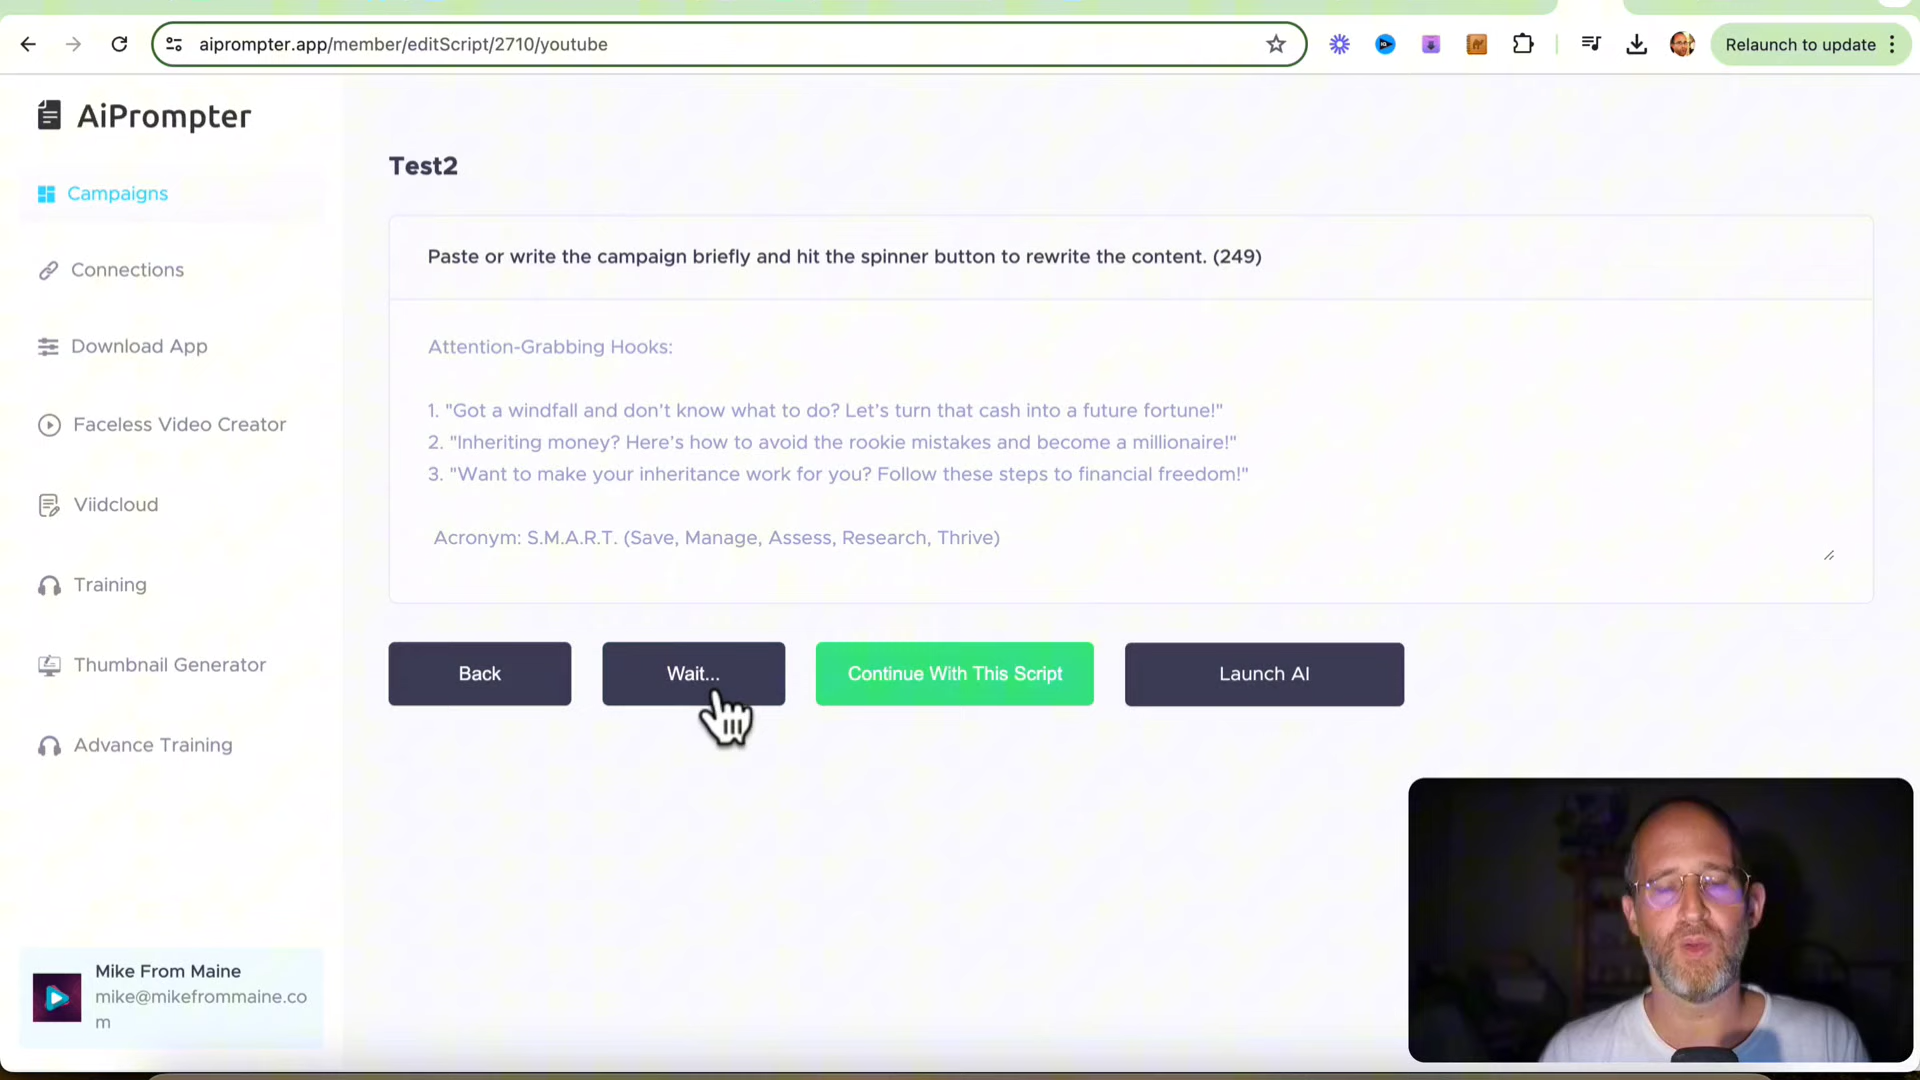 aiprompter.app/member/editScript/2710/youtube
Relaunch to update
AiPrompter
Campaigns
Connections
Download App
Faceless Video Creator
Viidcloud
Training
Thumbnail Generator
Advance Training
Mike From Maine
mike@mikefrommaine.co
m
Test2
Paste or write the campaign briefly and hit the spinner button to rewrite the content. (249)
Attention-Grabbing Hooks:
1. "Got a windfall and don't know what to do? Let's turn that cash into a future fortune!"
2. "Inheriting money? Here's how to avoid the rookie mistakes and become a millionaire!"
3. "Want to make your inheritance work for you? Follow these steps to financial freedom!"
Acronym: S.M.A.R.T. (Save, Manage, Assess, Research, Thrive)
Back
Wait...
Continue With This Script
Launch AI